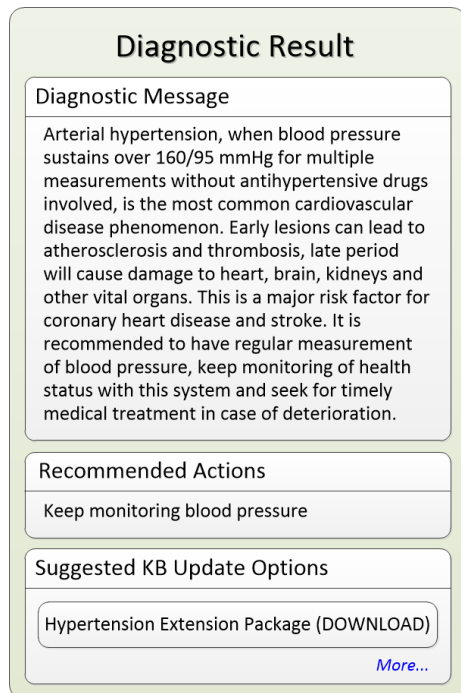 Diagnostic Result
Diagnostic Message
Arterial hypertension, when blood pressure
sustains over 160/95 mmHg for multiple
measurements without antihypertensive drugs
involved, is the most common cardiovascular
disease phenomenon. Early lesions can lead to
atherosclerosis and thrombosis, late period
will cause damage to heart, brain, kidneys and
other vital organs. This is a major risk factor for
coronary heart disease and stroke. It is
recommended to have regular measurement
of blood pressure, keep monitoring of health
status with this system and seek for timely
medical treatment in case of deterioration.
Recommended Actions
Keep monitoring blood pressure
Suggested KB Update Options
Hypertension Extension Package (DOWNLOAD)
More...